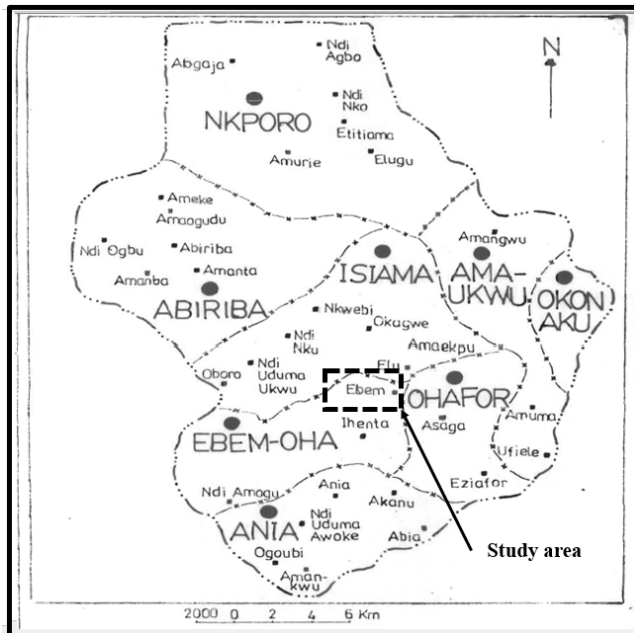 Ndi
Agbo
Abgaja
N
Ndi
Nko
NKPORO
Etitiama
Amurie
Elugu
Ameke
Amaogudu
Amangwu
Ndi Ogbu
Abiriba
ISIAMA
AMA-
UKWU
Amanba
Amanta
OKON
AKU
ABIRIBA
Nkwebi
Okagwe
Ndi
Nku
Amaekpu
Elu
Oboro
Ndi
Uduma
Ukwu
Ebem
OHAFOR
Amuma
Asaga
Ihenta
EBEM-OHA
Ufiele
Eziafor
Ania
Ndi Amogu
Akanu
ANIA
Ndi
Uduma
Awoke
Abia
Ogoubi
Study area
Aman-
kwu
2000 0 2 4 6 Km